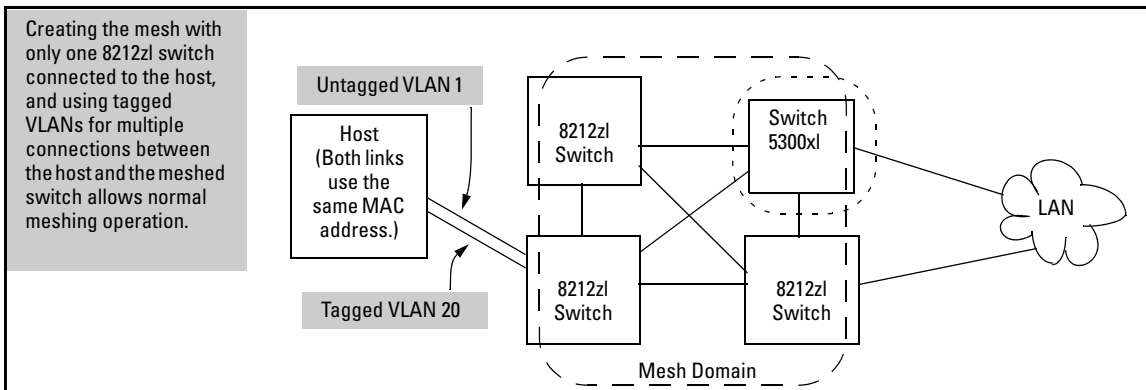 Creating the mesh with
only one 8212zl switch
connected to the host,
and using tagged
VLANs for multiple
connections between
the host and the meshed
switch allows normal
meshing operation.
Untagged VLAN 1
Host
(Both links
use the
same MAC
address.)
Tagged VLAN 20
8212zl
Switch
Switch
5300xl
8212zl
Switch
8212zl
Switch
Mesh Domain
LAN